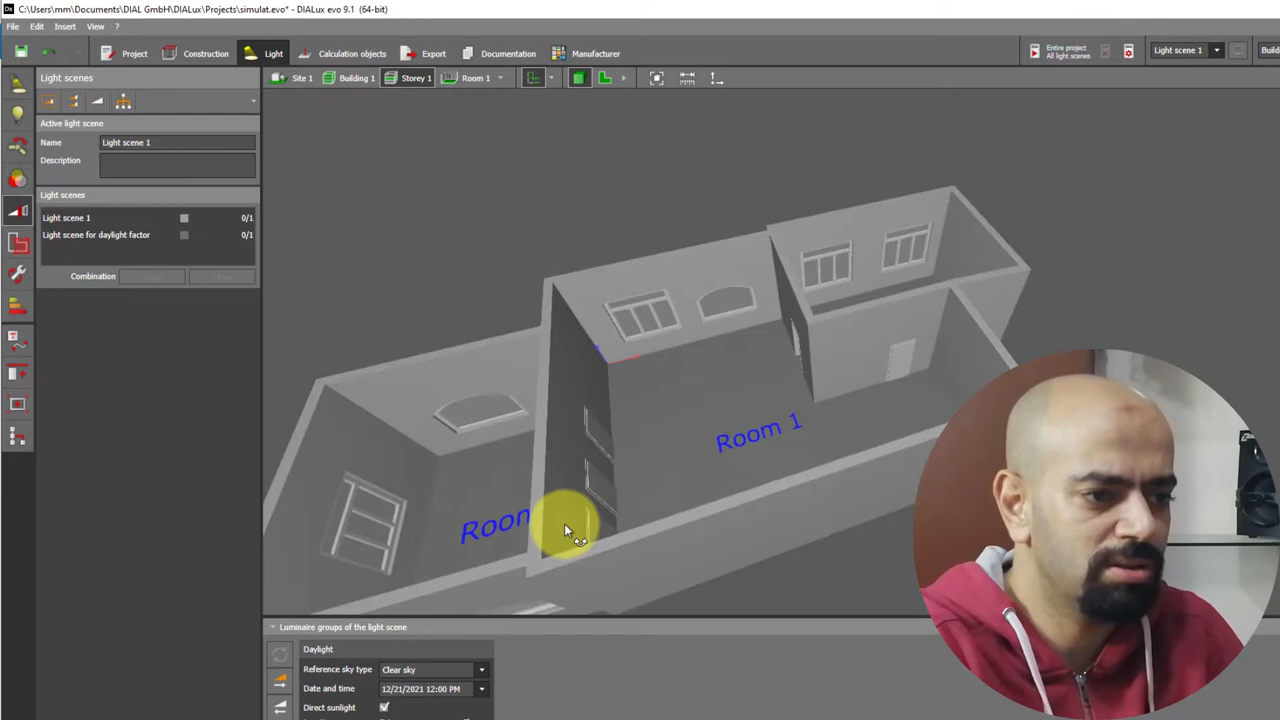 C:\Users\mm\Documents\DIAL GmbH\DIALux\Projects\simulat.evo* - DIALux evo 9.1 (64-bit)
File Edit Insert View ?
Project Construction Light Calculation objects Export Documentation Manufacturer
Entire project
All light scenes
Light scene 1
Light scenes
Site 1 Building 1 Storey 1 Room 1
Active light scene
Name Light scene 1
Description
Light scenes
Light scene 1 0/1
Light scene for daylight factor 0/1
Combination
Room 1
Room
Luminaire groups of the light scene
Daylight
Reference sky type Clear sky
Date and time 12/21/2021 12:00 PM
Direct sunlight